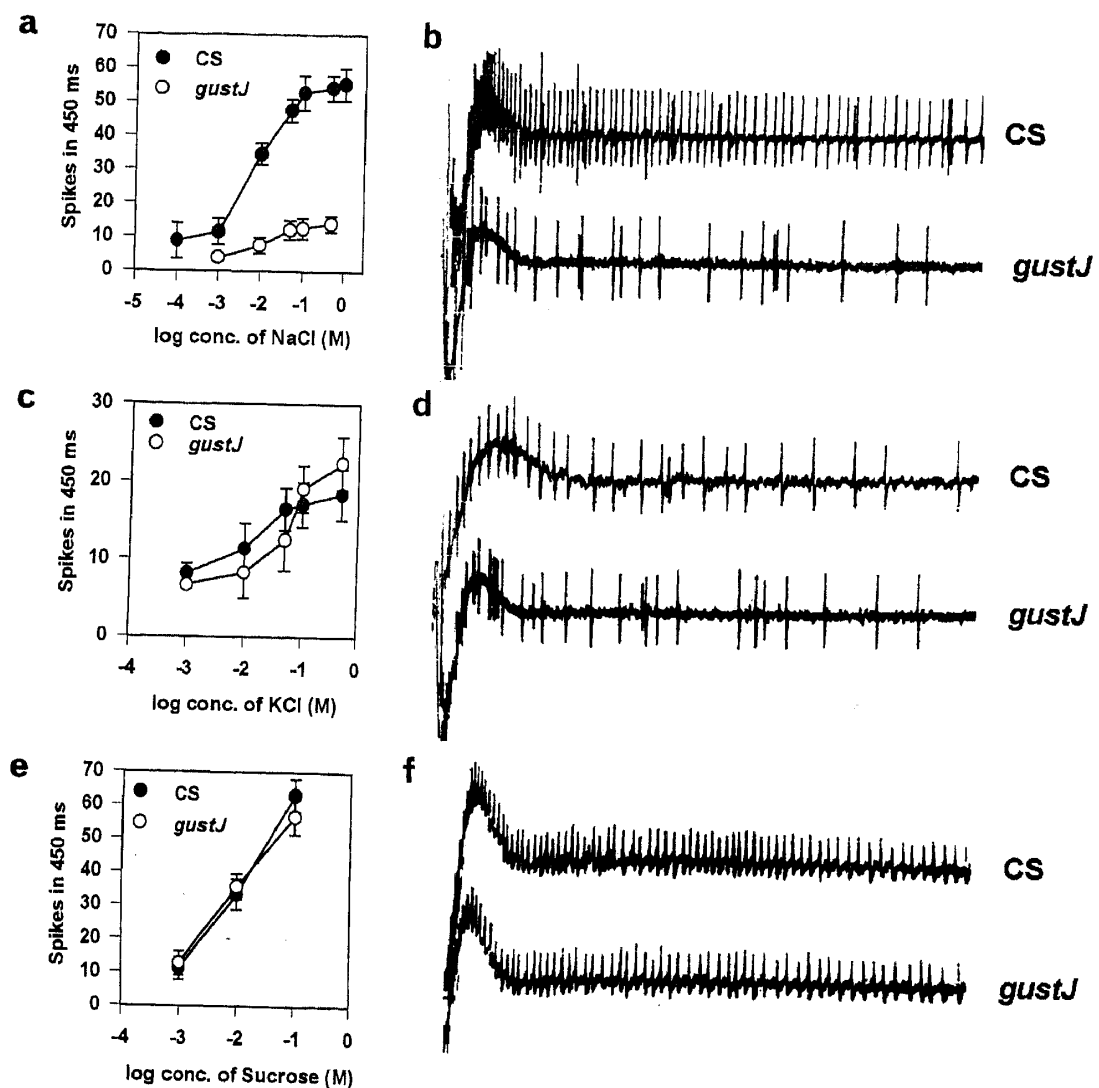 a
70
60
50
40
30
20
10
0
Spikes in 450 ms
CS
gustJ
-5 -4 -3 -2 -1 0
log conc. of NaCl (M)
b
CS
gustJ
c
30
20
10
0
Spikes in 450 ms
CS
gustJ
-4 -3 -2 -1 0
log conc. of KCl (M)
d
CS
gustJ
e
70
60
50
40
30
20
10
0
Spikes in 450 ms
CS
gustJ
-4 -3 -2 -1 0
log conc. of Sucrose (M)
f
CS
gustJ